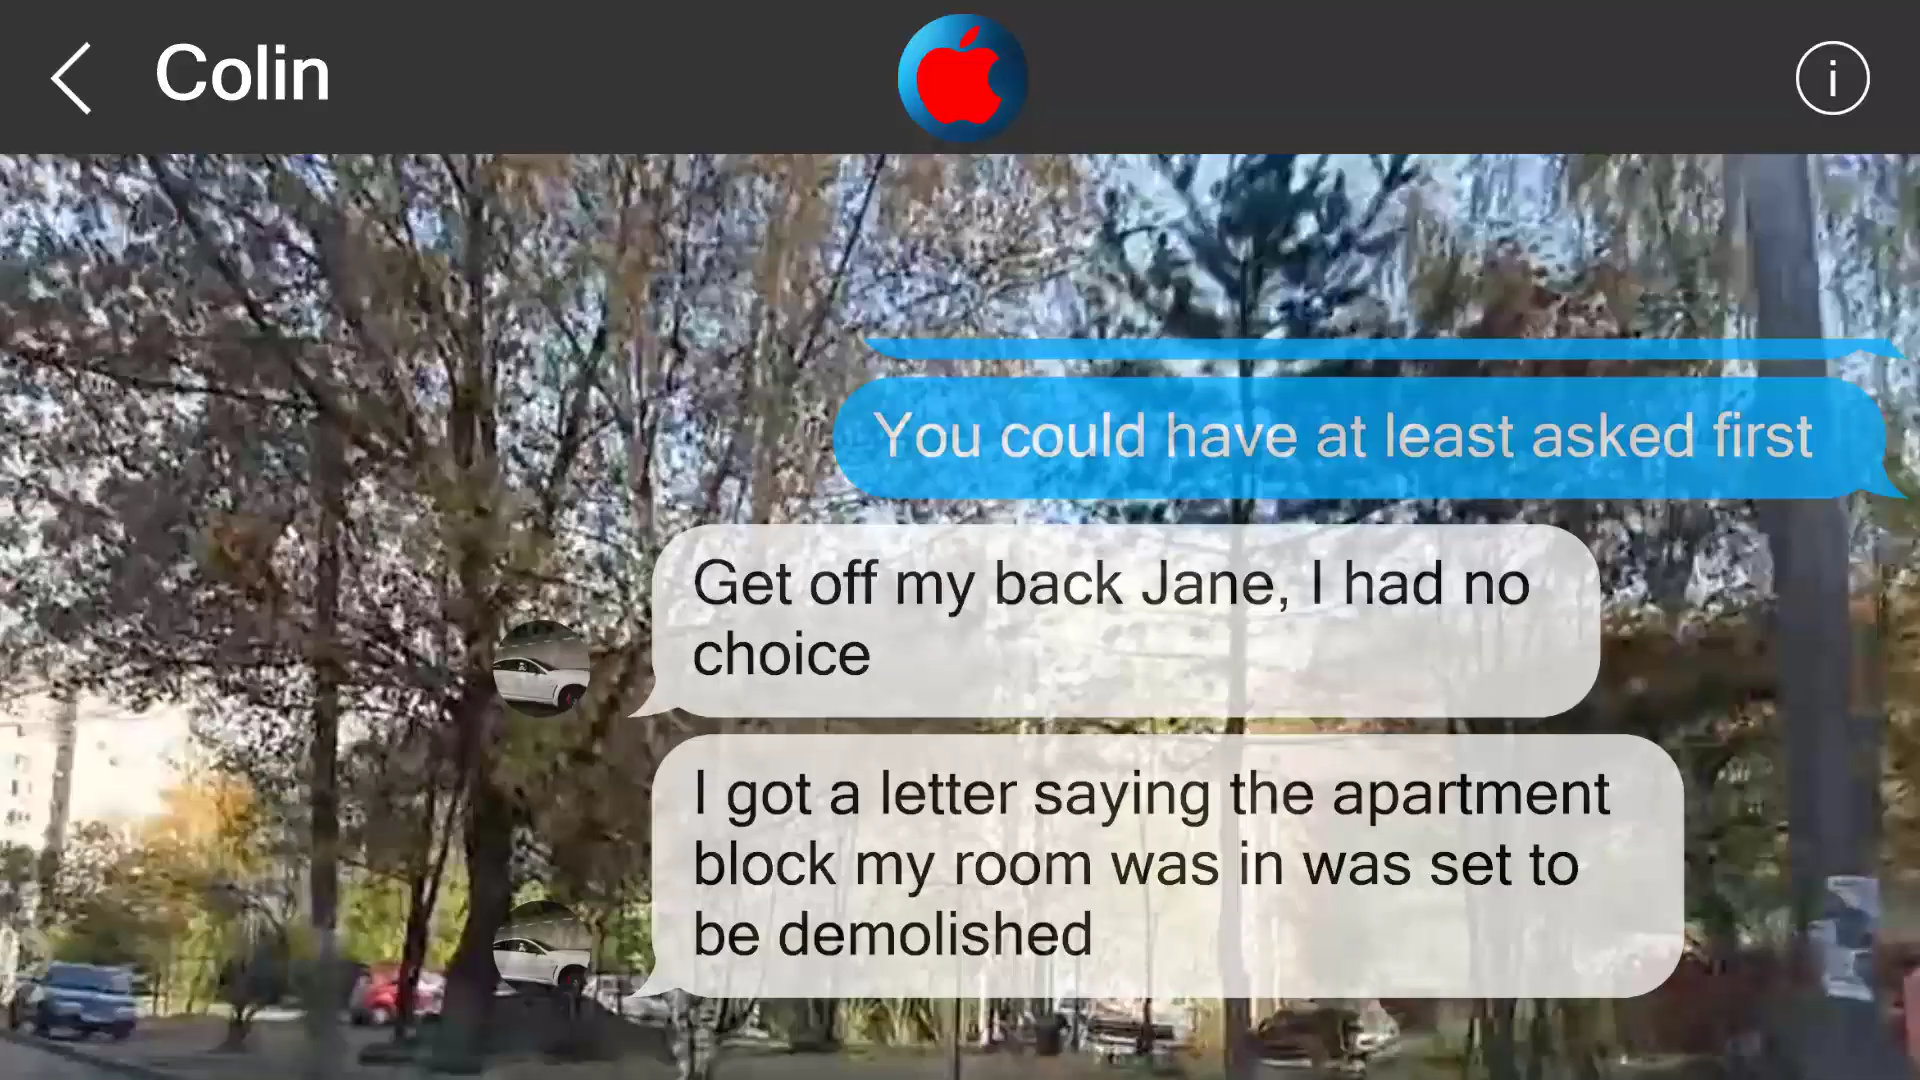 Colin
i
You could have at least asked first
Get off my back Jane, I had no
choice
I got a letter saying the apartment
block my room was in was set to
be demolished